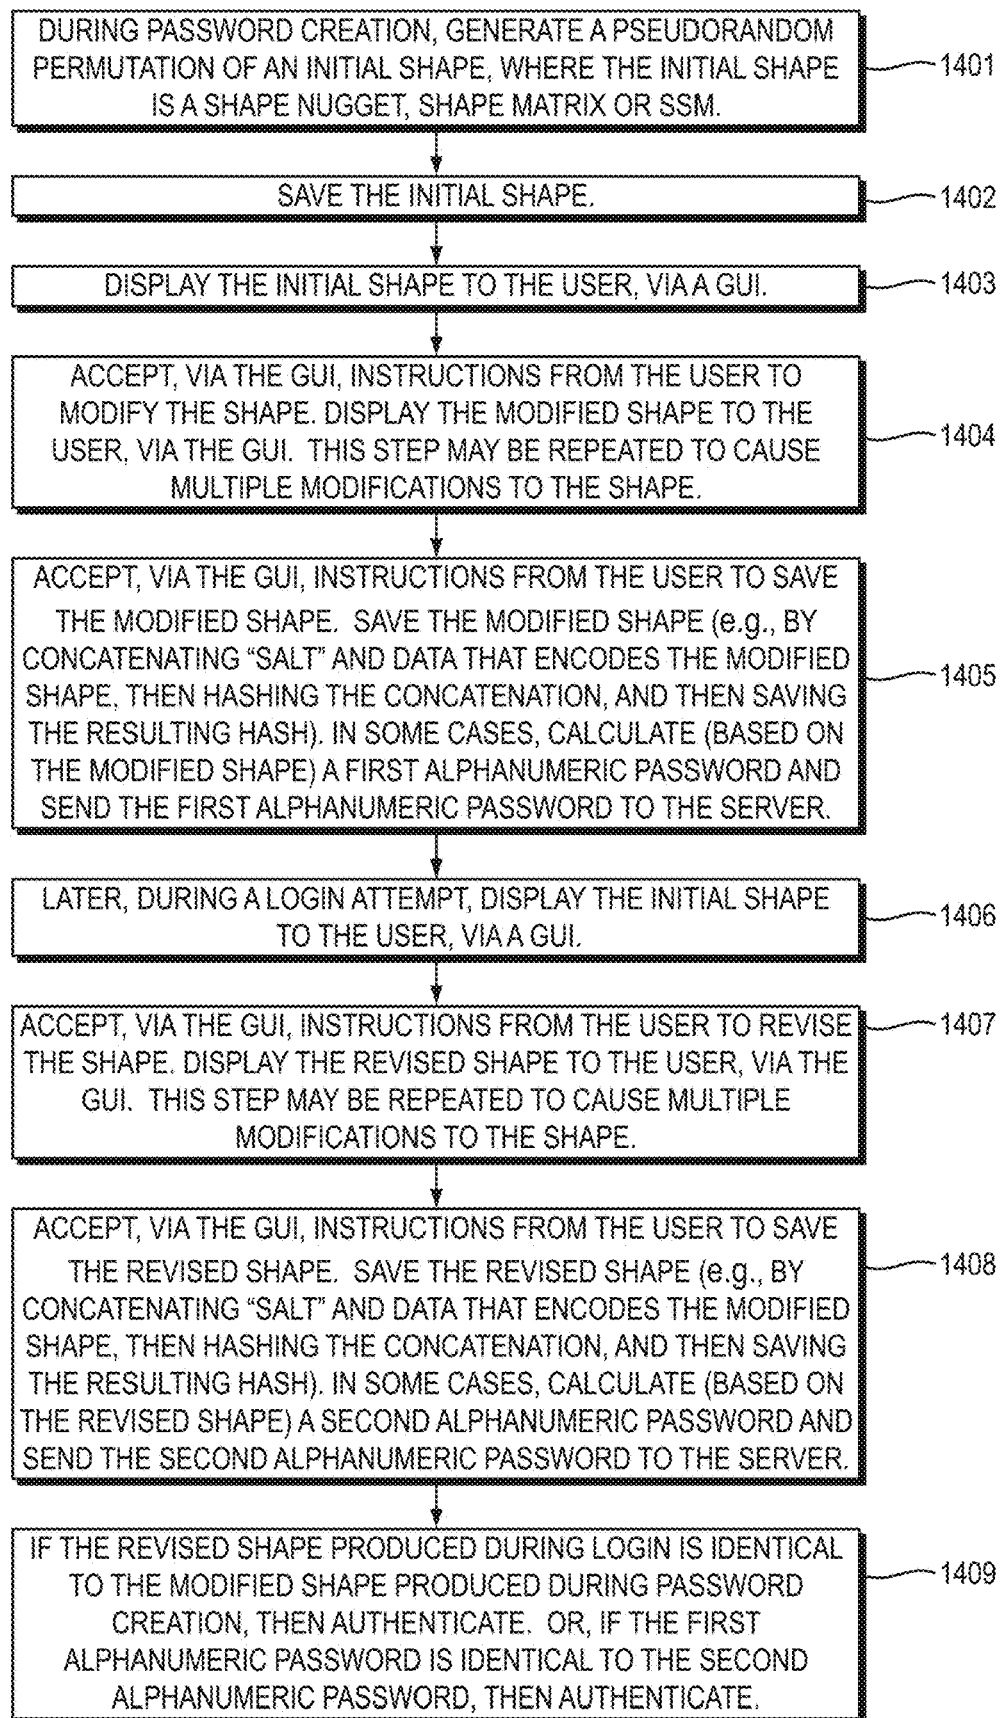 DURING PASSWORD CREATION, GENERATE A PSEUDORANDOM
PERMUTATION OF AN INITIAL SHAPE, WHERE THE INITIAL SHAPE
IS A SHAPE NUGGET, SHAPE MATRIX OR SSM.
1401
SAVE THE INITIAL SHAPE.
1402
DISPLAY THE INITIAL SHAPE TO THE USER, VIA A GUI.
1403
ACCEPT, VIA THE GUI, INSTRUCTIONS FROM THE USER TO
MODIFY THE SHAPE. DISPLAY THE MODIFIED SHAPE TO THE
USER, VIA THE GUI. THIS STEP MAY BE REPEATED TO CAUSE
MULTIPLE MODIFICATIONS TO THE SHAPE.
1404
ACCEPT, VIA THE GUI, INSTRUCTIONS FROM THE USER TO SAVE
THE MODIFIED SHAPE. SAVE THE MODIFIED SHAPE (e.g., BY
CONCATENATING “SALT” AND DATA THAT ENCODES THE MODIFIED
SHAPE, THEN HASHING THE CONCATENATION, AND THEN SAVING
THE RESULTING HASH). IN SOME CASES, CALCULATE (BASED ON
THE MODIFIED SHAPE) A FIRST ALPHANUMERIC PASSWORD AND
SEND THE FIRST ALPHANUMERIC PASSWORD TO THE SERVER.
1405
LATER, DURING A LOGIN ATTEMPT, DISPLAY THE INITIAL SHAPE
TO THE USER, VIA A GUI.
1406
ACCEPT, VIA THE GUI, INSTRUCTIONS FROM THE USER TO REVISE
THE SHAPE. DISPLAY THE REVISED SHAPE TO THE USER, VIA THE
GUI. THIS STEP MAY BE REPEATED TO CAUSE MULTIPLE
MODIFICATIONS TO THE SHAPE.
1407
ACCEPT, VIA THE GUI, INSTRUCTIONS FROM THE USER TO SAVE
THE REVISED SHAPE. SAVE THE REVISED SHAPE (e.g., BY
CONCATENATING “SALT” AND DATA THAT ENCODES THE MODIFIED
SHAPE, THEN HASHING THE CONCATENATION, AND THEN SAVING
THE RESULTING HASH). IN SOME CASES, CALCULATE (BASED ON
THE REVISED SHAPE) A SECOND ALPHANUMERIC PASSWORD AND
SEND THE SECOND ALPHANUMERIC PASSWORD TO THE SERVER.
1408
IF THE REVISED SHAPE PRODUCED DURING LOGIN IS IDENTICAL
TO THE MODIFIED SHAPE PRODUCED DURING PASSWORD
CREATION, THEN AUTHENTICATE. OR, IF THE FIRST
ALPHANUMERIC PASSWORD IS IDENTICAL TO THE SECOND
ALPHANUMERIC PASSWORD, THEN AUTHENTICATE.
1409